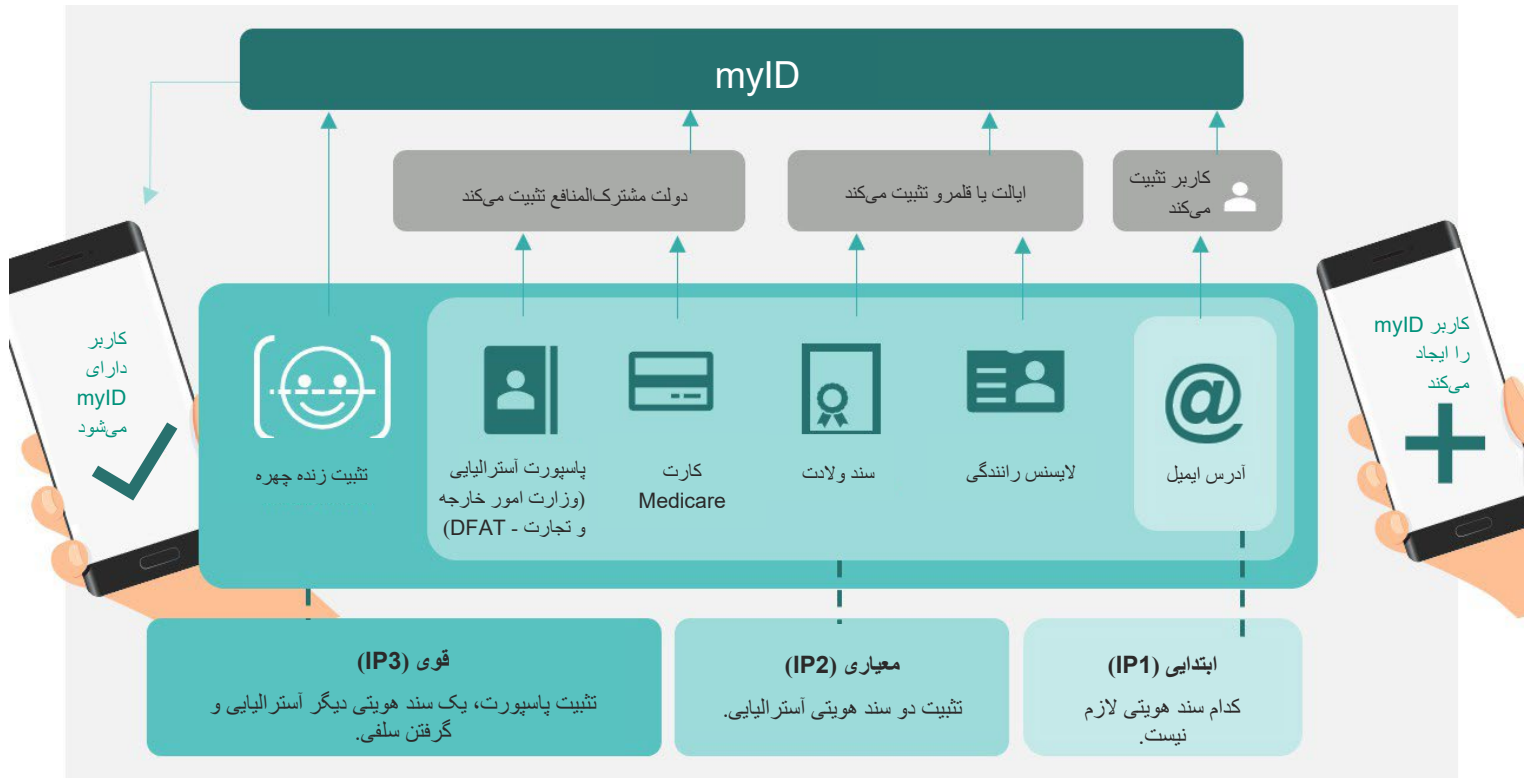 myID
کاربر تثبیت
می‌کند
ایالت یا قلمرو تثبیت می‌کند
دولت مشترک‌المنافع تثبیت می‌کند
کاربر myID
را ایجاد
می‌کند
آدرس ایمیل
لایسنس رانندگی
سند ولادت
کارت
Medicare
پاسپورت آسترالیایی
(وزارت امور خارجه
و تجارت - DFAT)
تثبیت زنده چهره
کاربر
دارای
myID
می‌شود
ابتدایی (IP1)
کدام سند هویتی لازم
نیست.
معیاری (IP2)
تثبیت دو سند هویتی آسترالیایی.
قوی (IP3)
تثبیت پاسپورت، یک سند هویتی دیگر آسترالیایی و
گرفتن سلفی.